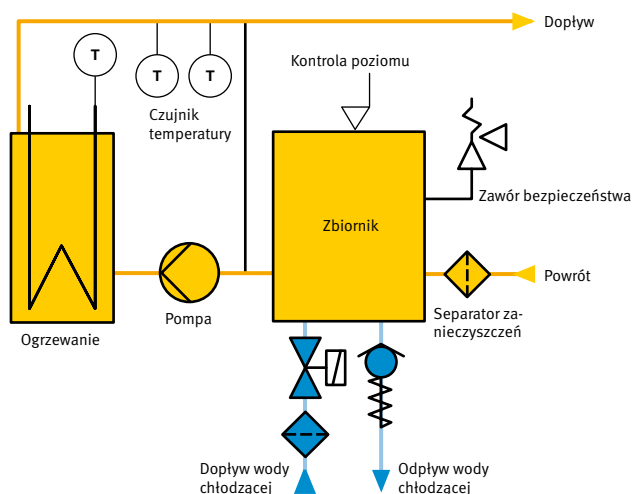 Dopływ
T
T
T
Kontrola poziomu
Czujnik
temperatury
Zbiornik
Zawór bezpieczeństwa
Powrót
Separator za-
nieczyszczeń
Pompa
Ogrzewanie
Dopływ wody
chłodzącej
Odpływ wody
chłodzącej